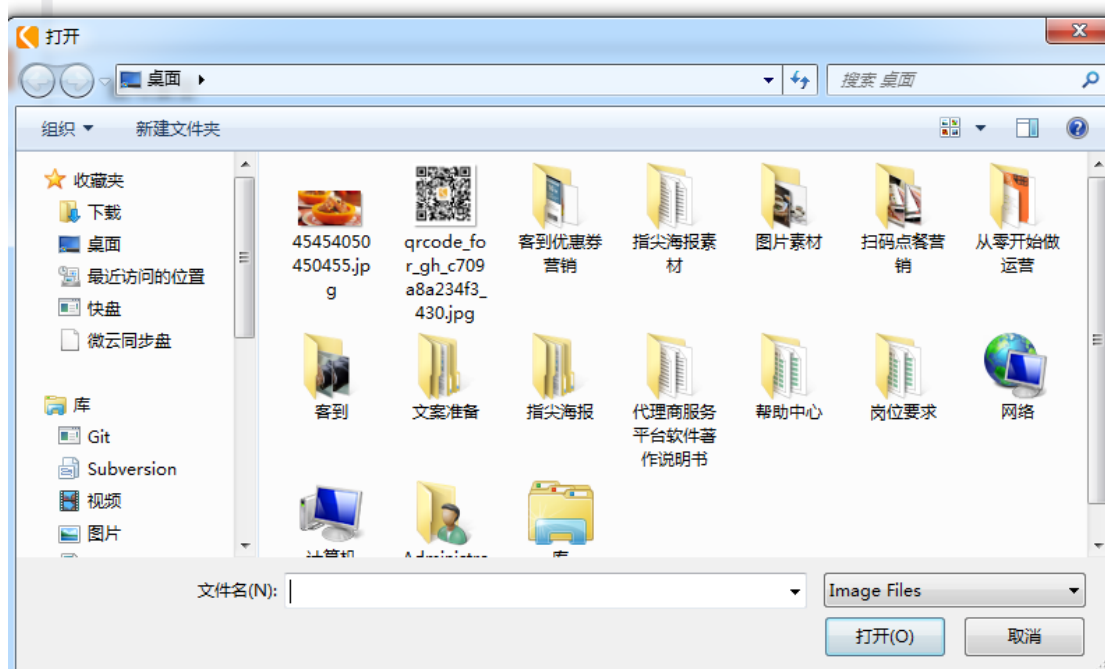 打开
桌面
搜索 桌面
组织
新建文件夹
收藏夹
下载
桌面
最近访问的位置
快盘
微云同步盘
库
Git
Subversion
视频
图片
45454050
450455.jp
g
qrcode_fo
r_gh_c709
a8a234f3_
430.jpg
客到优惠券
营销
指尖海报素
材
图片素材
扫码点餐营
销
从零开始做
运营
客到
文案准备
指尖海报
代理商服务
平台软件著
作说明书
帮助中心
岗位要求
网络
计算机
Administra
库
文件名(N):
Image Files
打开(O)
取消